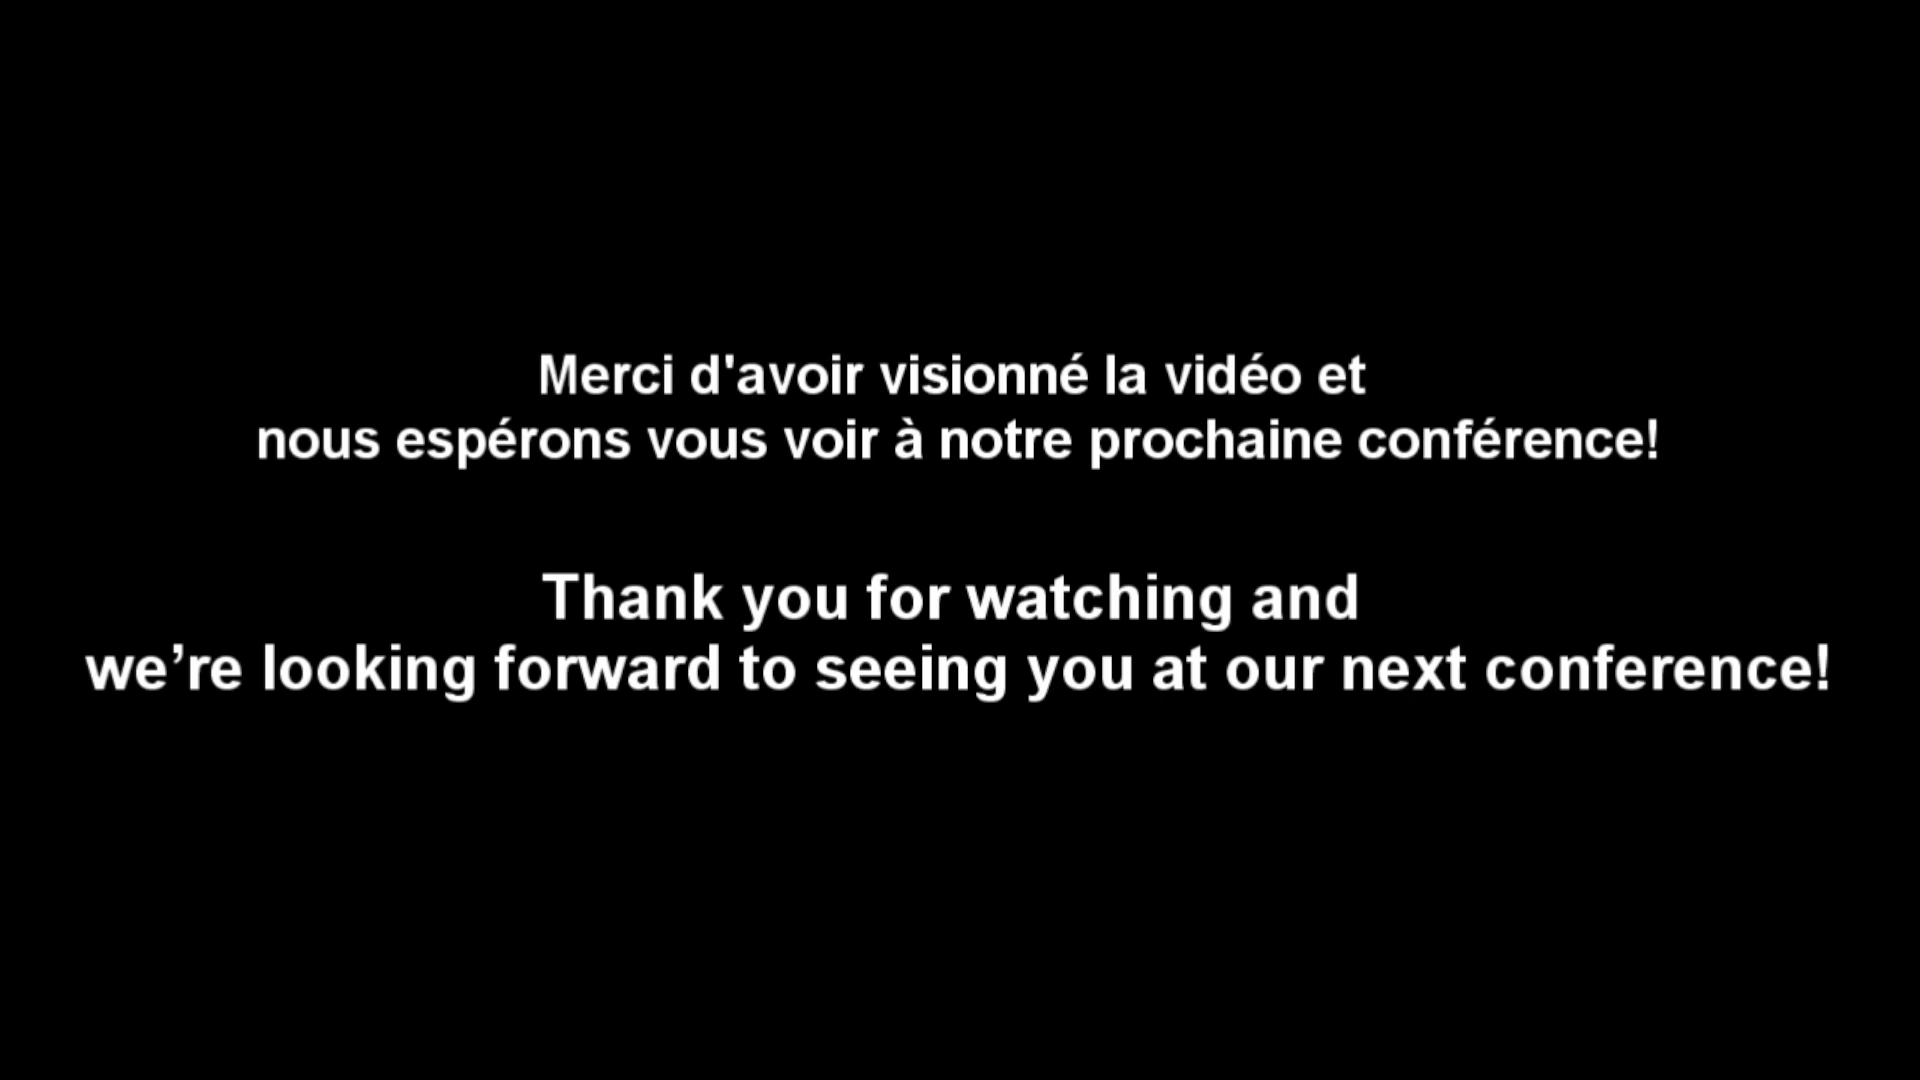 Merci d'avoir visionné la vidéo et
nous espérons vous voir à notre prochaine conférence!
Thank you for watching and
we’re looking forward to seeing you at our next conference!